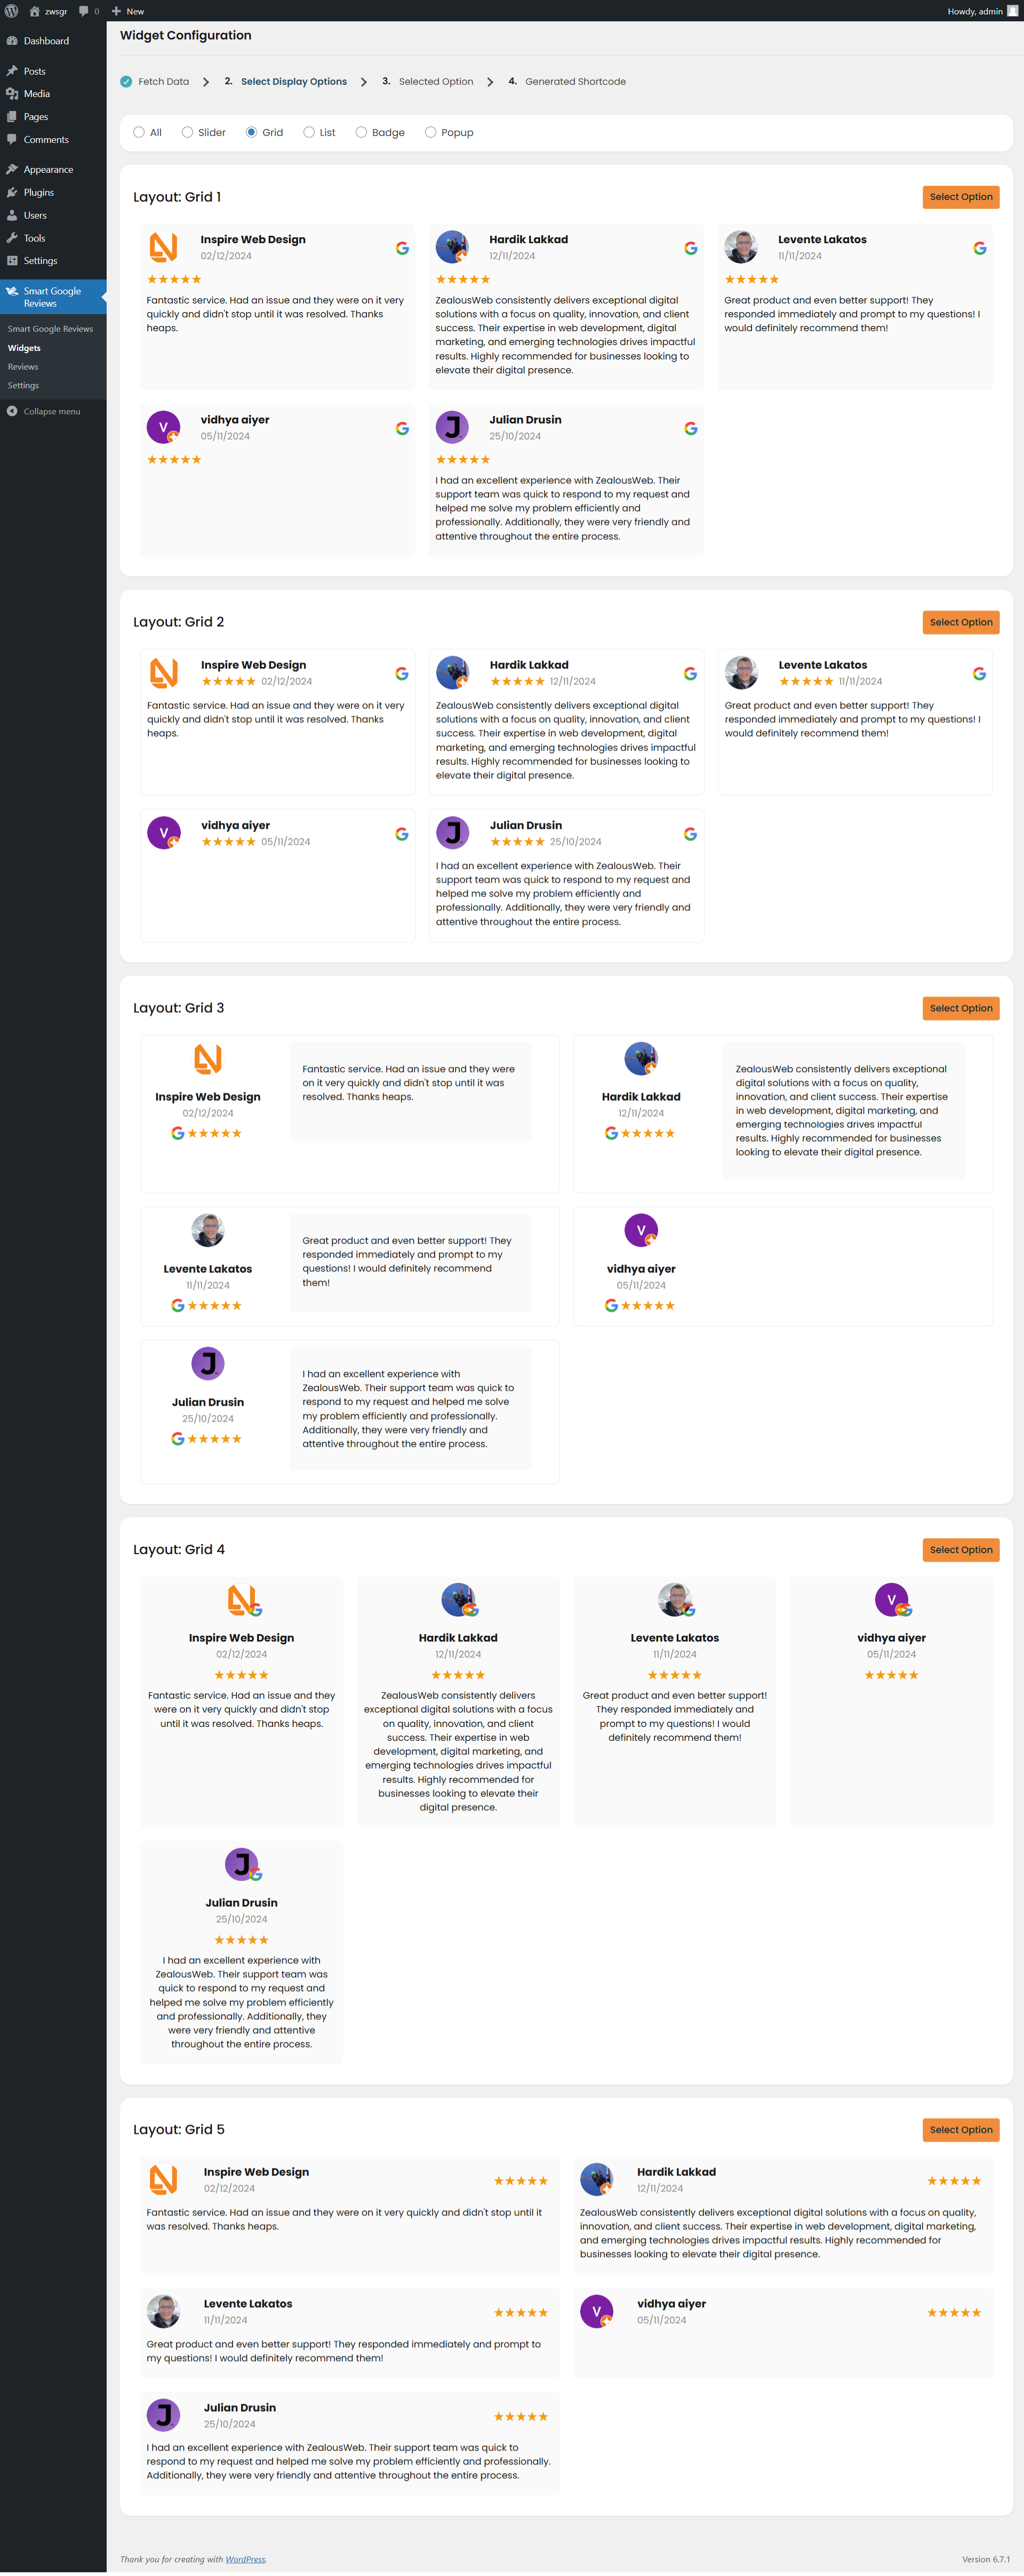 zwsgr
0
New
Howdy, admin
Dashboard
Posts
Media
Pages
Comments
Appearance
Plugins
Users
Tools
Settings
Smart Google
Reviews
Smart Google Reviews
Widgets
Reviews
Settings
Collapse menu
Widget Configuration
Fetch Data
2. Select Display Options
3. Selected Option
4. Generated Shortcode
All
Slider
Grid
List
Badge
Popup
Layout: Grid 1
Select Option
Inspire Web Design
02/12/2024
Fantastic service. Had an issue and they were on it very
quickly and didn't stop until it was resolved. Thanks
heaps.
Hardik Lakkad
12/11/2024
ZealousWeb consistently delivers exceptional digital
solutions with a focus on quality, innovation, and client
success. Their expertise in web development, digital
marketing, and emerging technologies drives impactful
results. Highly recommended for businesses looking to
elevate their digital presence.
Levente Lakatos
11/11/2024
Great product and even better support! They
responded immediately and prompt to my questions! I
would definitely recommend them!
V
vidhya aiyer
05/11/2024
J
Julian Drusin
25/10/2024
I had an excellent experience with ZealousWeb. Their
support team was quick to respond to my request and
helped me solve my problem efficiently and
professionally. Additionally, they were very friendly and
attentive throughout the entire process.
Layout: Grid 2
Select Option
Inspire Web Design
02/12/2024
Fantastic service. Had an issue and they were on it very
quickly and didn't stop until it was resolved. Thanks
heaps.
Hardik Lakkad
12/11/2024
ZealousWeb consistently delivers exceptional digital
solutions with a focus on quality, innovation, and client
success. Their expertise in web development, digital
marketing, and emerging technologies drives impactful
results. Highly recommended for businesses looking to
elevate their digital presence.
Levente Lakatos
11/11/2024
Great product and even better support! They
responded immediately and prompt to my questions! I
would definitely recommend them!
V
vidhya aiyer
05/11/2024
J
Julian Drusin
25/10/2024
I had an excellent experience with ZealousWeb. Their
support team was quick to respond to my request and
helped me solve my problem efficiently and
professionally. Additionally, they were very friendly and
attentive throughout the entire process.
Layout: Grid 3
Select Option
Inspire Web Design
02/12/2024
Fantastic service. Had an issue and they were
on it very quickly and didn't stop until it was
resolved. Thanks heaps.
Hardik Lakkad
12/11/2024
ZealousWeb consistently delivers exceptional
digital solutions with a focus on quality,
innovation, and client success. Their expertise
in web development, digital marketing, and
emerging technologies drives impactful
results. Highly recommended for businesses
looking to elevate their digital presence.
Levente Lakatos
11/11/2024
Great product and even better support! They
responded immediately and prompt to my
questions! I would definitely recommend
them!
V
vidhya aiyer
05/11/2024
J
Julian Drusin
25/10/2024
I had an excellent experience with
ZealousWeb. Their support team was quick to
respond to my request and helped me solve
my problem efficiently and professionally.
Additionally, they were very friendly and
attentive throughout the entire process.
Layout: Grid 4
Select Option
Inspire Web Design
02/12/2024
Fantastic service. Had an issue and they
were on it very quickly and didn't stop
until it was resolved. Thanks heaps.
Hardik Lakkad
12/11/2024
ZealousWeb consistently delivers
exceptional digital solutions with a focus
on quality, innovation, and client
success. Their expertise in web
development, digital marketing, and
emerging technologies drives impactful
results. Highly recommended for
businesses looking to elevate their
digital presence.
Levente Lakatos
11/11/2024
Great product and even better support!
They responded immediately and
prompt to my questions! I would
definitely recommend them!
V
vidhya aiyer
05/11/2024
J
Julian Drusin
25/10/2024
I had an excellent experience with
ZealousWeb. Their support team was
quick to respond to my request and
helped me solve my problem efficiently
and professionally. Additionally, they
were very friendly and attentive
throughout the entire process.
Layout: Grid 5
Select Option
Inspire Web Design
02/12/2024
Fantastic service. Had an issue and they were on it very quickly and didn't stop until it
was resolved. Thanks heaps.
Hardik Lakkad
12/11/2024
ZealousWeb consistently delivers exceptional digital solutions with a focus on quality,
innovation, and client success. Their expertise in web development, digital marketing,
and emerging technologies drives impactful results. Highly recommended for
businesses looking to elevate their digital presence.
Levente Lakatos
11/11/2024
Great product and even better support! They responded immediately and prompt to
my questions! I would definitely recommend them!
V
vidhya aiyer
05/11/2024
J
Julian Drusin
25/10/2024
I had an excellent experience with ZealousWeb. Their support team was quick to
respond to my request and helped me solve my problem efficiently and professionally.
Additionally, they were very friendly and attentive throughout the entire process.
Thank you for creating with WordPress.
Version 6.7.1